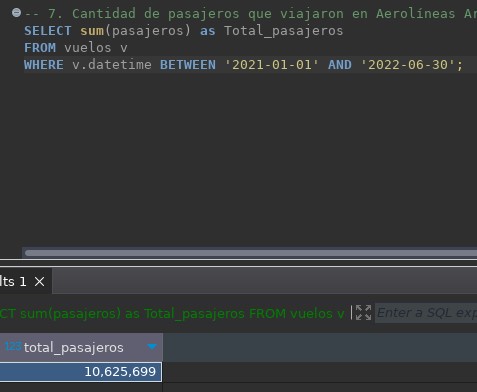 -- 7. Cantidad de pasajeros que viajaron en Aerolíneas Ar
SELECT sum(pasajeros) as Total_pasajeros
FROM vuelos v
WHERE v.datetime BETWEEN '2021-01-01' AND '2022-06-30';
lts 1
CT sum(pasajeros) as Total_pasajeros FROM vuelos v
Enter a SQL exp
123 total_pasajeros
10,625,699